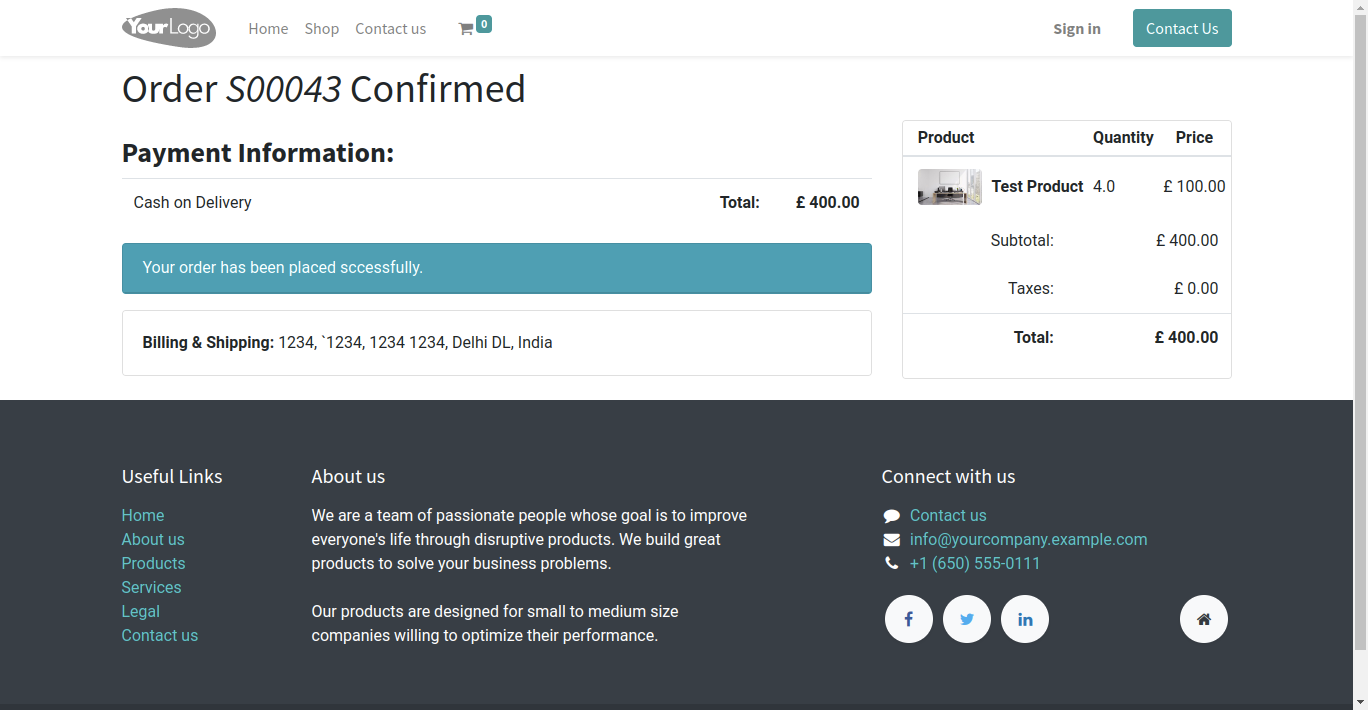 YourLogo
Home Shop Contact us 0 Sign in Contact Us
Order S00043 Confirmed
Payment Information:
Cash on Delivery Total: £ 400.00
Your order has been placed sccessfully.
Billing & Shipping: 1234, `1234, 1234 1234, Delhi DL, India
Product Quantity Price
Test Product 4.0 £ 100.00
Subtotal: £ 400.00
Taxes: £ 0.00
Total: £ 400.00
Useful Links
Home
About us
Products
Services
Legal
Contact us
About us
We are a team of passionate people whose goal is to improve
everyone's life through disruptive products. We build great
products to solve your business problems.
Our products are designed for small to medium size
companies willing to optimize their performance.
Connect with us
Contact us
info@yourcompany.example.com
+1 (650) 555-0111